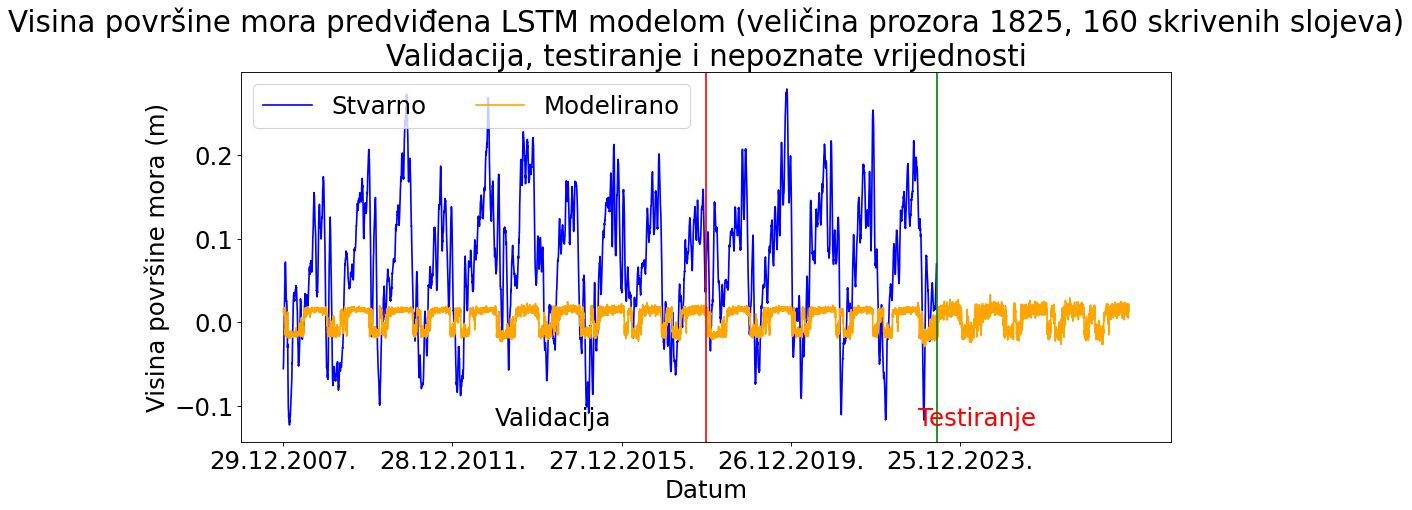 Visina površine mora predviđena LSTM modelom (veličina prozora 1825, 160 skrivenih slojeva)
Validacija, testiranje i nepoznate vrijednosti
Stvarno
Modelirano
Visina površine mora (m)
0.2
0.1
0.0
−0.1
Validacija
Testiranje
29.12.2007.
28.12.2011.
27.12.2015.
26.12.2019.
25.12.2023.
Datum